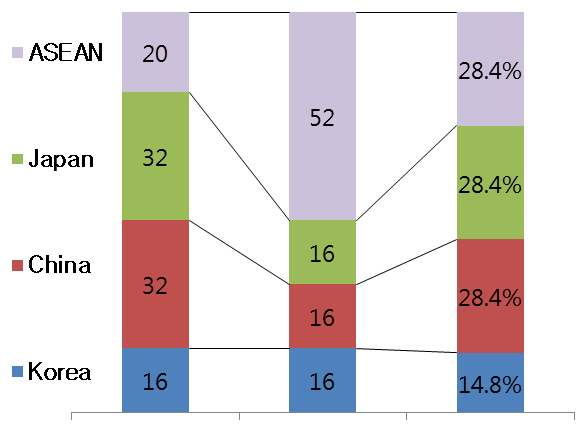 ASEAN 20 52 28.4%
Japan 32 16 28.4%
China 32 16 28.4%
Korea 16 16 14.8%